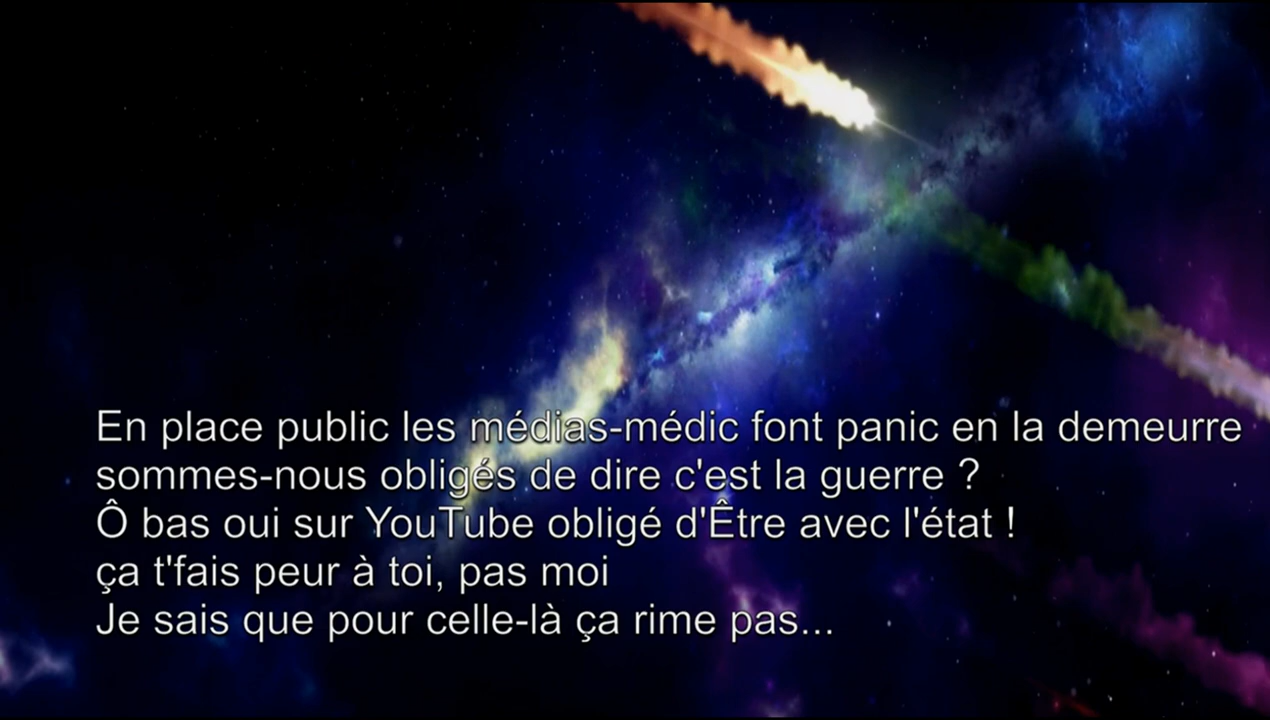 En place public les médias-médic font panic en la demeurre
sommes-nous obligés de dire c'est la guerre ?
Ô bas oui sur YouTube obligé d'Être avec l'état !
ça t'fais peur à toi, pas moi
Je sais que pour celle-là ça rime pas...